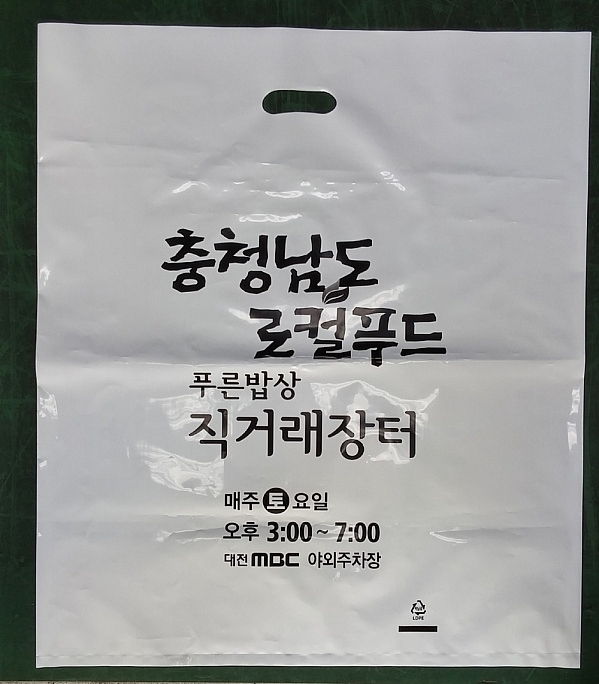 충청남도
로컬푸드
푸른밥상
직거래장터
매주 토요일
오후 3:00~7:00
대전 MBC 야외주차장
LDPE